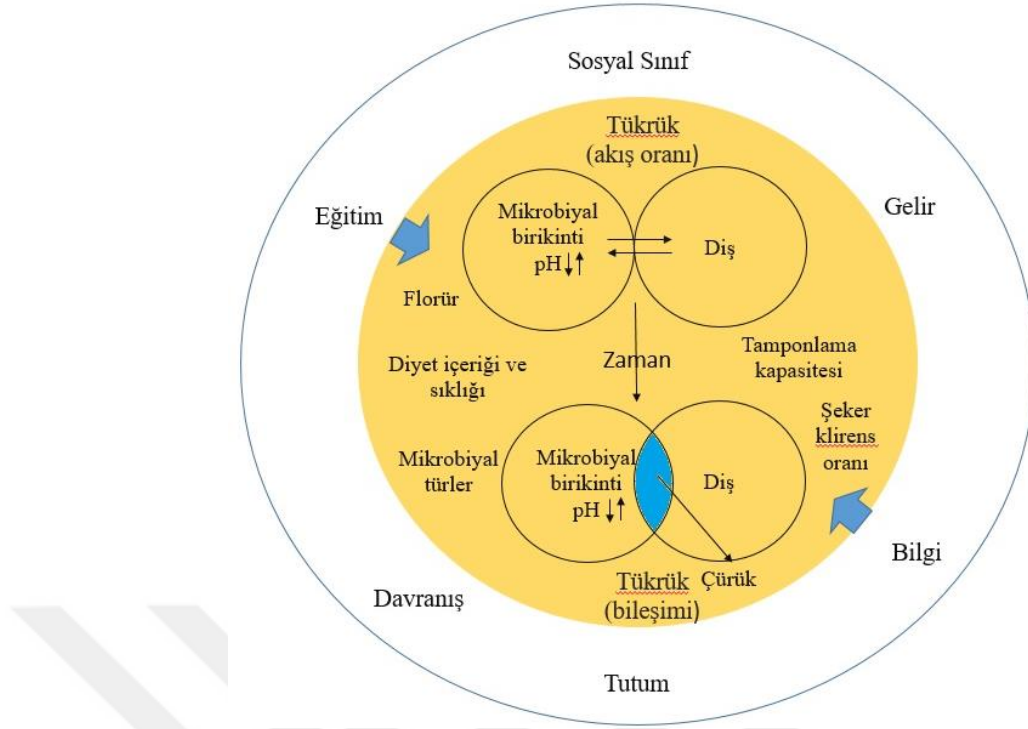 Sosyal Sınıf
Tükrük
(akış oranı)
Eğitim
Gelir
Mikrobiyal
birikinti
pH↓↑
Diş
Florür
Diyet içeriği ve
sıklığı
Zaman
Tamponlama
kapasitesi
Şeker
klirens
oranı
Mikrobiyal
türler
Mikrobiyal
birikinti
pH↓↑
Diş
Bilgi
Davranış
Tükrük
(bileşimi)
Çürük
Tutum